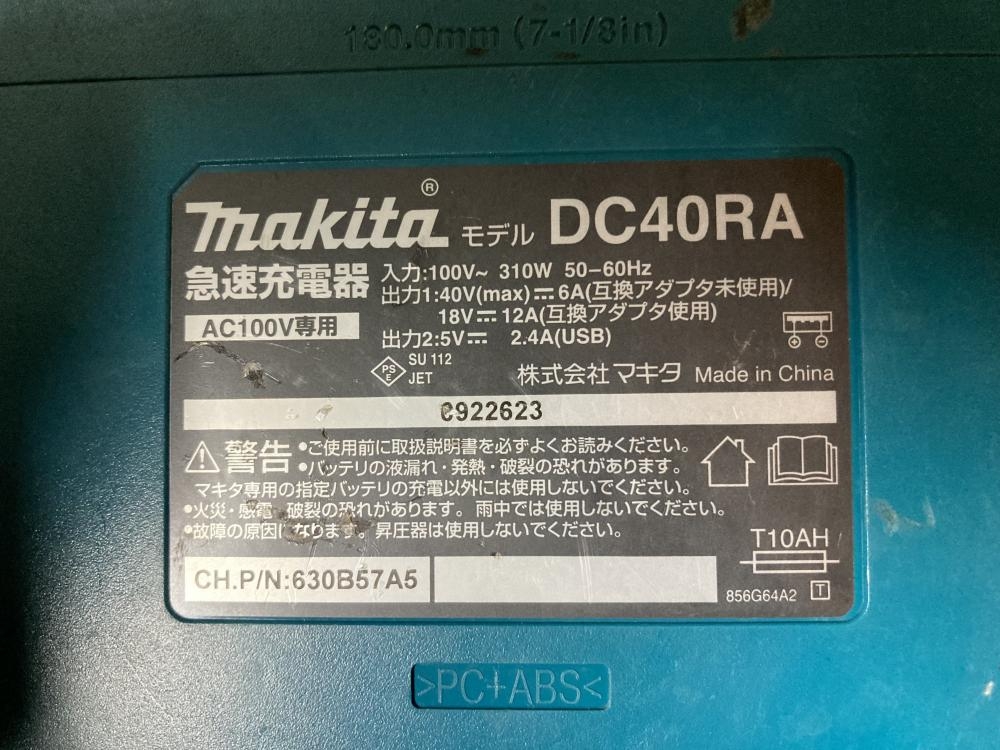 180.0mm (7-1/8in)
makita® モデル DC40RA
急速充電器
AC100V専用
入力:100V~ 310W 50-60Hz
出力1:40V(max)⎓6A(互換アダプタ未使用)/
18V⎓12A(互換アダプタ使用)
出力2:5V⎓ 2.4A(USB)
PS
E
SU 112
JET
株式会社マキタ Made in China
C922623
警告 •ご使用前に取扱説明書を必ずよくお読みください。
•バッテリの液漏れ・発熱・破裂の恐れがあります。
マキタ専用の指定バッテリの充電以外には使用しないでください。
•火災・感電・破裂の恐れがあります。雨中では使用しないでください。
•故障の原因になります。昇圧器は使用しないでください。
T10AH
CH.P/N:630B57A5
856G64A2 T
>PC+ABS<